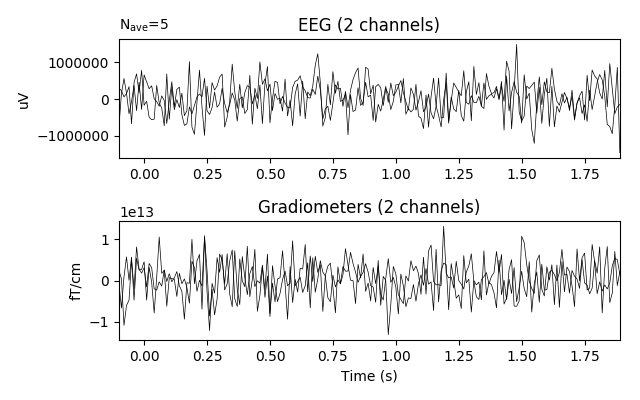 N_ave=5
EEG (2 channels)
1000000
0
−1000000
uV
0.00 0.25 0.50 0.75 1.00 1.25 1.50 1.75
1e13
Gradiometers (2 channels)
1
0
−1
fT/cm
0.00 0.25 0.50 0.75 1.00 1.25 1.50 1.75
Time (s)